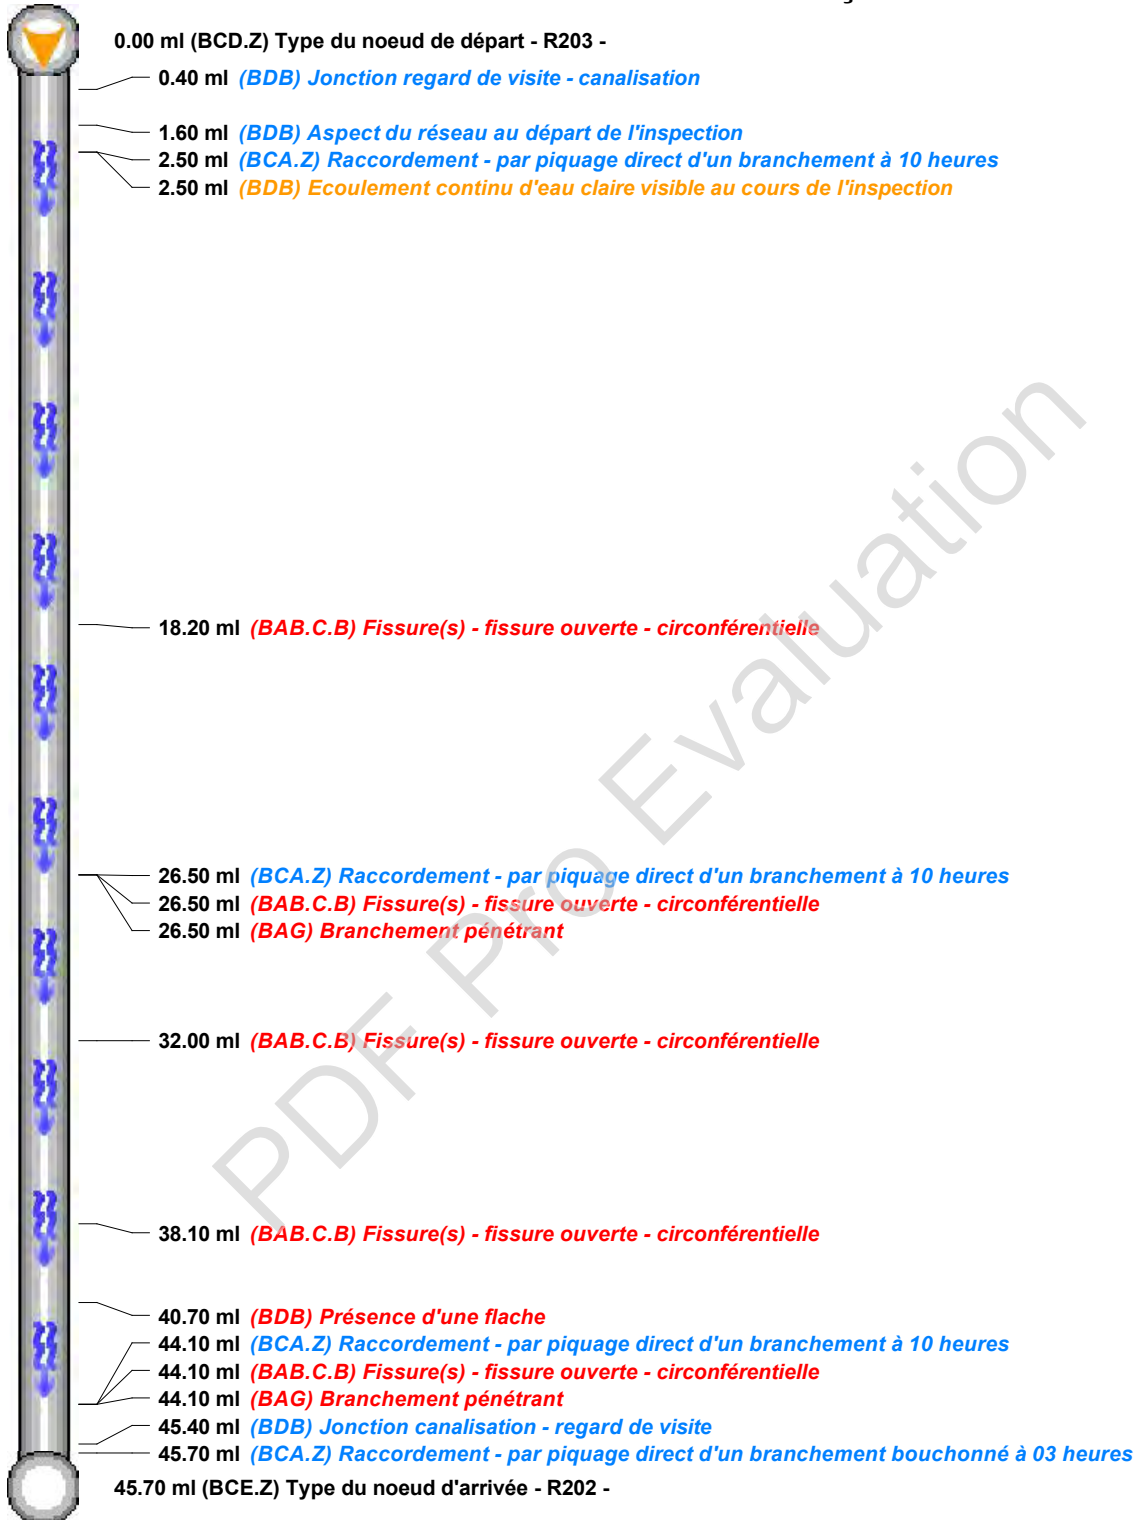 0.00 ml (BCD.Z) Type du noeud de départ - R203 -
0.40 ml (BDB) Jonction regard de visite - canalisation
1.60 ml (BDB) Aspect du réseau au départ de l'inspection
2.50 ml (BCA.Z) Raccordement - par piquage direct d'un branchement à 10 heures
2.50 ml (BDB) Ecoulement continu d'eau claire visible au cours de l'inspection
18.20 ml (BAB.C.B) Fissure(s) - fissure ouverte - circonférentielle
26.50 ml (BCA.Z) Raccordement - par piquage direct d'un branchement à 10 heures
26.50 ml (BAB.C.B) Fissure(s) - fissure ouverte - circonférentielle
26.50 ml (BAG) Branchement pénétrant
32.00 ml (BAB.C.B) Fissure(s) - fissure ouverte - circonférentielle
38.10 ml (BAB.C.B) Fissure(s) - fissure ouverte - circonférentielle
40.70 ml (BDB) Présence d'une flache
44.10 ml (BCA.Z) Raccordement - par piquage direct d'un branchement à 10 heures
44.10 ml (BAB.C.B) Fissure(s) - fissure ouverte - circonférentielle
44.10 ml (BAG) Branchement pénétrant
45.40 ml (BDB) Jonction canalisation - regard de visite
45.70 ml (BCA.Z) Raccordement - par piquage direct d'un branchement bouchonné à 03 heures
45.70 ml (BCE.Z) Type du noeud d'arrivée - R202 -
PDF Pro Evaluation